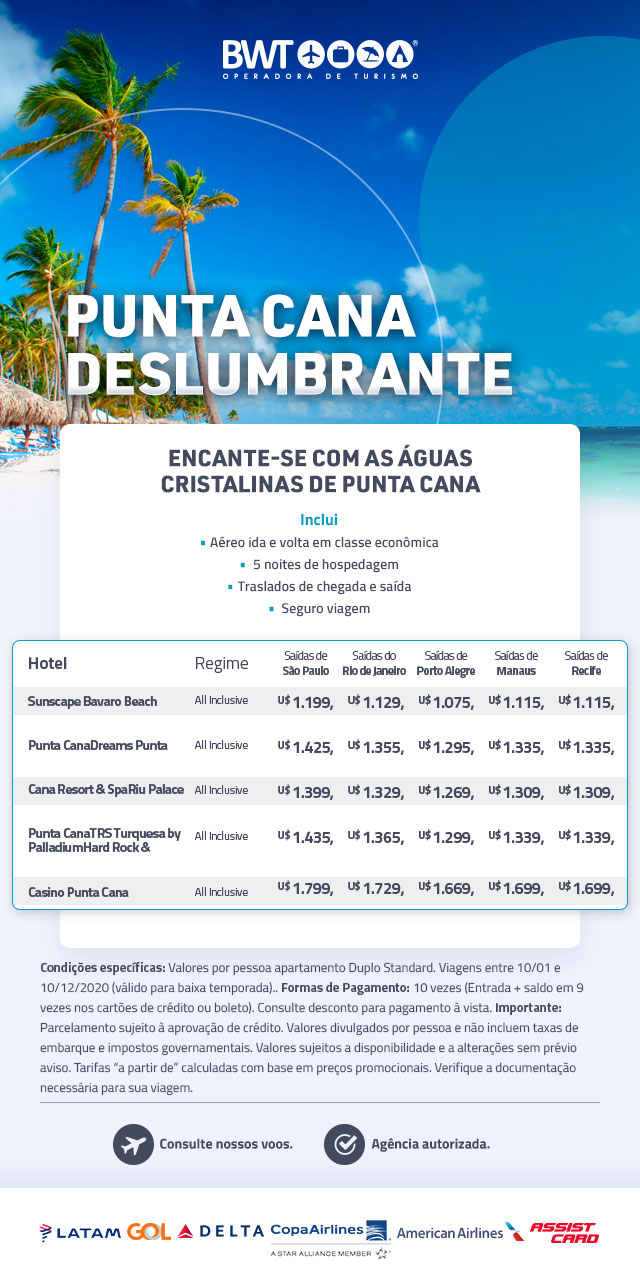 BWT®
OPERADORA DE TURISMO
PUNTA CANA
DESLUMBRANTE
ENCANTE-SE COM AS ÁGUAS
CRISTALINAS DE PUNTA CANA
Inclui
▪ Aéreo ida e volta em classe econômica
▪ 5 noites de hospedagem
▪ Traslados de chegada e saída
▪ Seguro viagem
Hotel Regime Saídas de São Paulo Saídas do Rio de Janeiro Saídas de Porto Alegre Saídas de Manaus Saídas de Recife
Sunscape Bavaro Beach All Inclusive U$ 1.199, U$ 1.129, U$ 1.075, U$ 1.115, U$ 1.115,
Punta CanaDreams Punta All Inclusive U$ 1.425, U$ 1.355, U$ 1.295, U$ 1.335, U$ 1.335,
Cana Resort & SpaRiu Palace All Inclusive U$ 1.399, U$ 1.329, U$ 1.269, U$ 1.309, U$ 1.309,
Punta CanaTRS Turquesa by
PalladiumHard Rock & All Inclusive U$ 1.435, U$ 1.365, U$ 1.299, U$ 1.339, U$ 1.339,
Casino Punta Cana All Inclusive U$ 1.799, U$ 1.729, U$ 1.669, U$ 1.699, U$ 1.699,
Condições específicas: Valores por pessoa apartamento Duplo Standard. Viagens entre 10/01 e
10/12/2020 (válido para baixa temporada).. Formas de Pagamento: 10 vezes (Entrada + saldo em 9
vezes nos cartões de crédito ou boleto). Consulte desconto para pagamento à vista. Importante:
Parcelamento sujeito à aprovação de crédito. Valores divulgados por pessoa e não incluem taxas de
embarque e impostos governamentais. Valores sujeitos a disponibilidade e a alterações sem prévio
aviso. Tarifas “a partir de” calculadas com base em preços promocionais. Verifique a documentação
necessária para sua viagem.
Consulte nossos voos. Agência autorizada.
LATAM GOL DELTA CopaAirlines American Airlines ASSIST CARD
A STAR ALLIANCE MEMBER